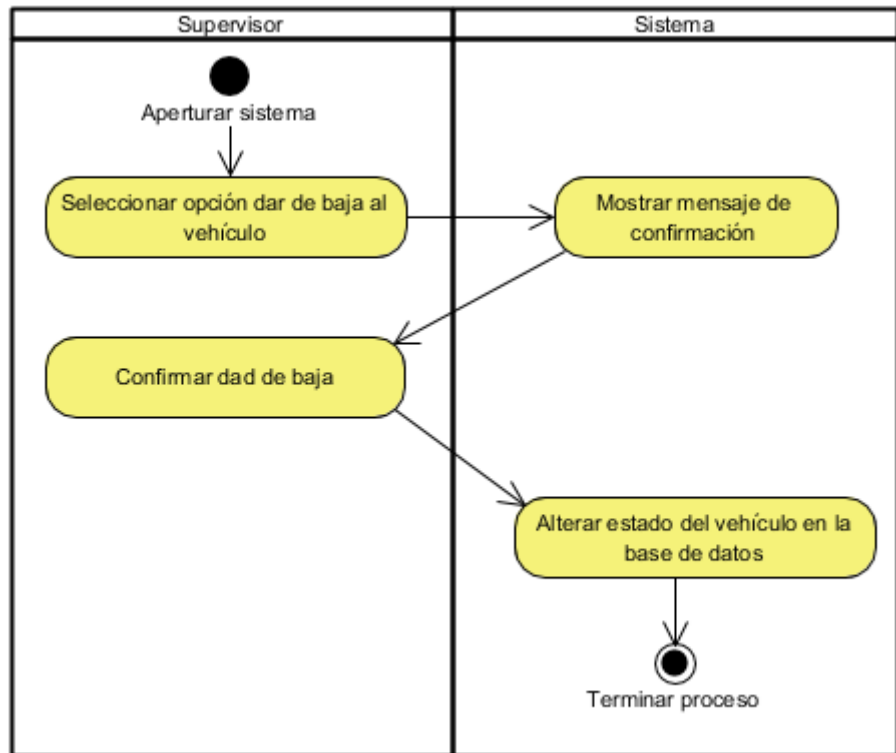 Supervisor
Sistema
Aperturar sistema
Seleccionar opción dar de baja al
vehículo
Mostrar mensaje de
confirmación
Confirmar dad de baja
Alterar estado del vehículo en la
base de datos
Terminar proceso